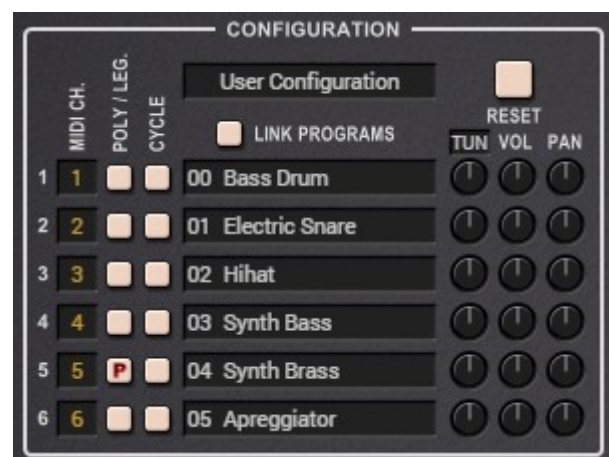 CONFIGURATION
MIDI CH.
POLY / LEG.
CYCLE
User Configuration
LINK PROGRAMS
RESET
TUN VOL PAN
1 1 00 Bass Drum
2 2 01 Electric Snare
3 3 02 Hihat
4 4 03 Synth Bass
5 5 P 04 Synth Brass
6 6 05 Apreggiator